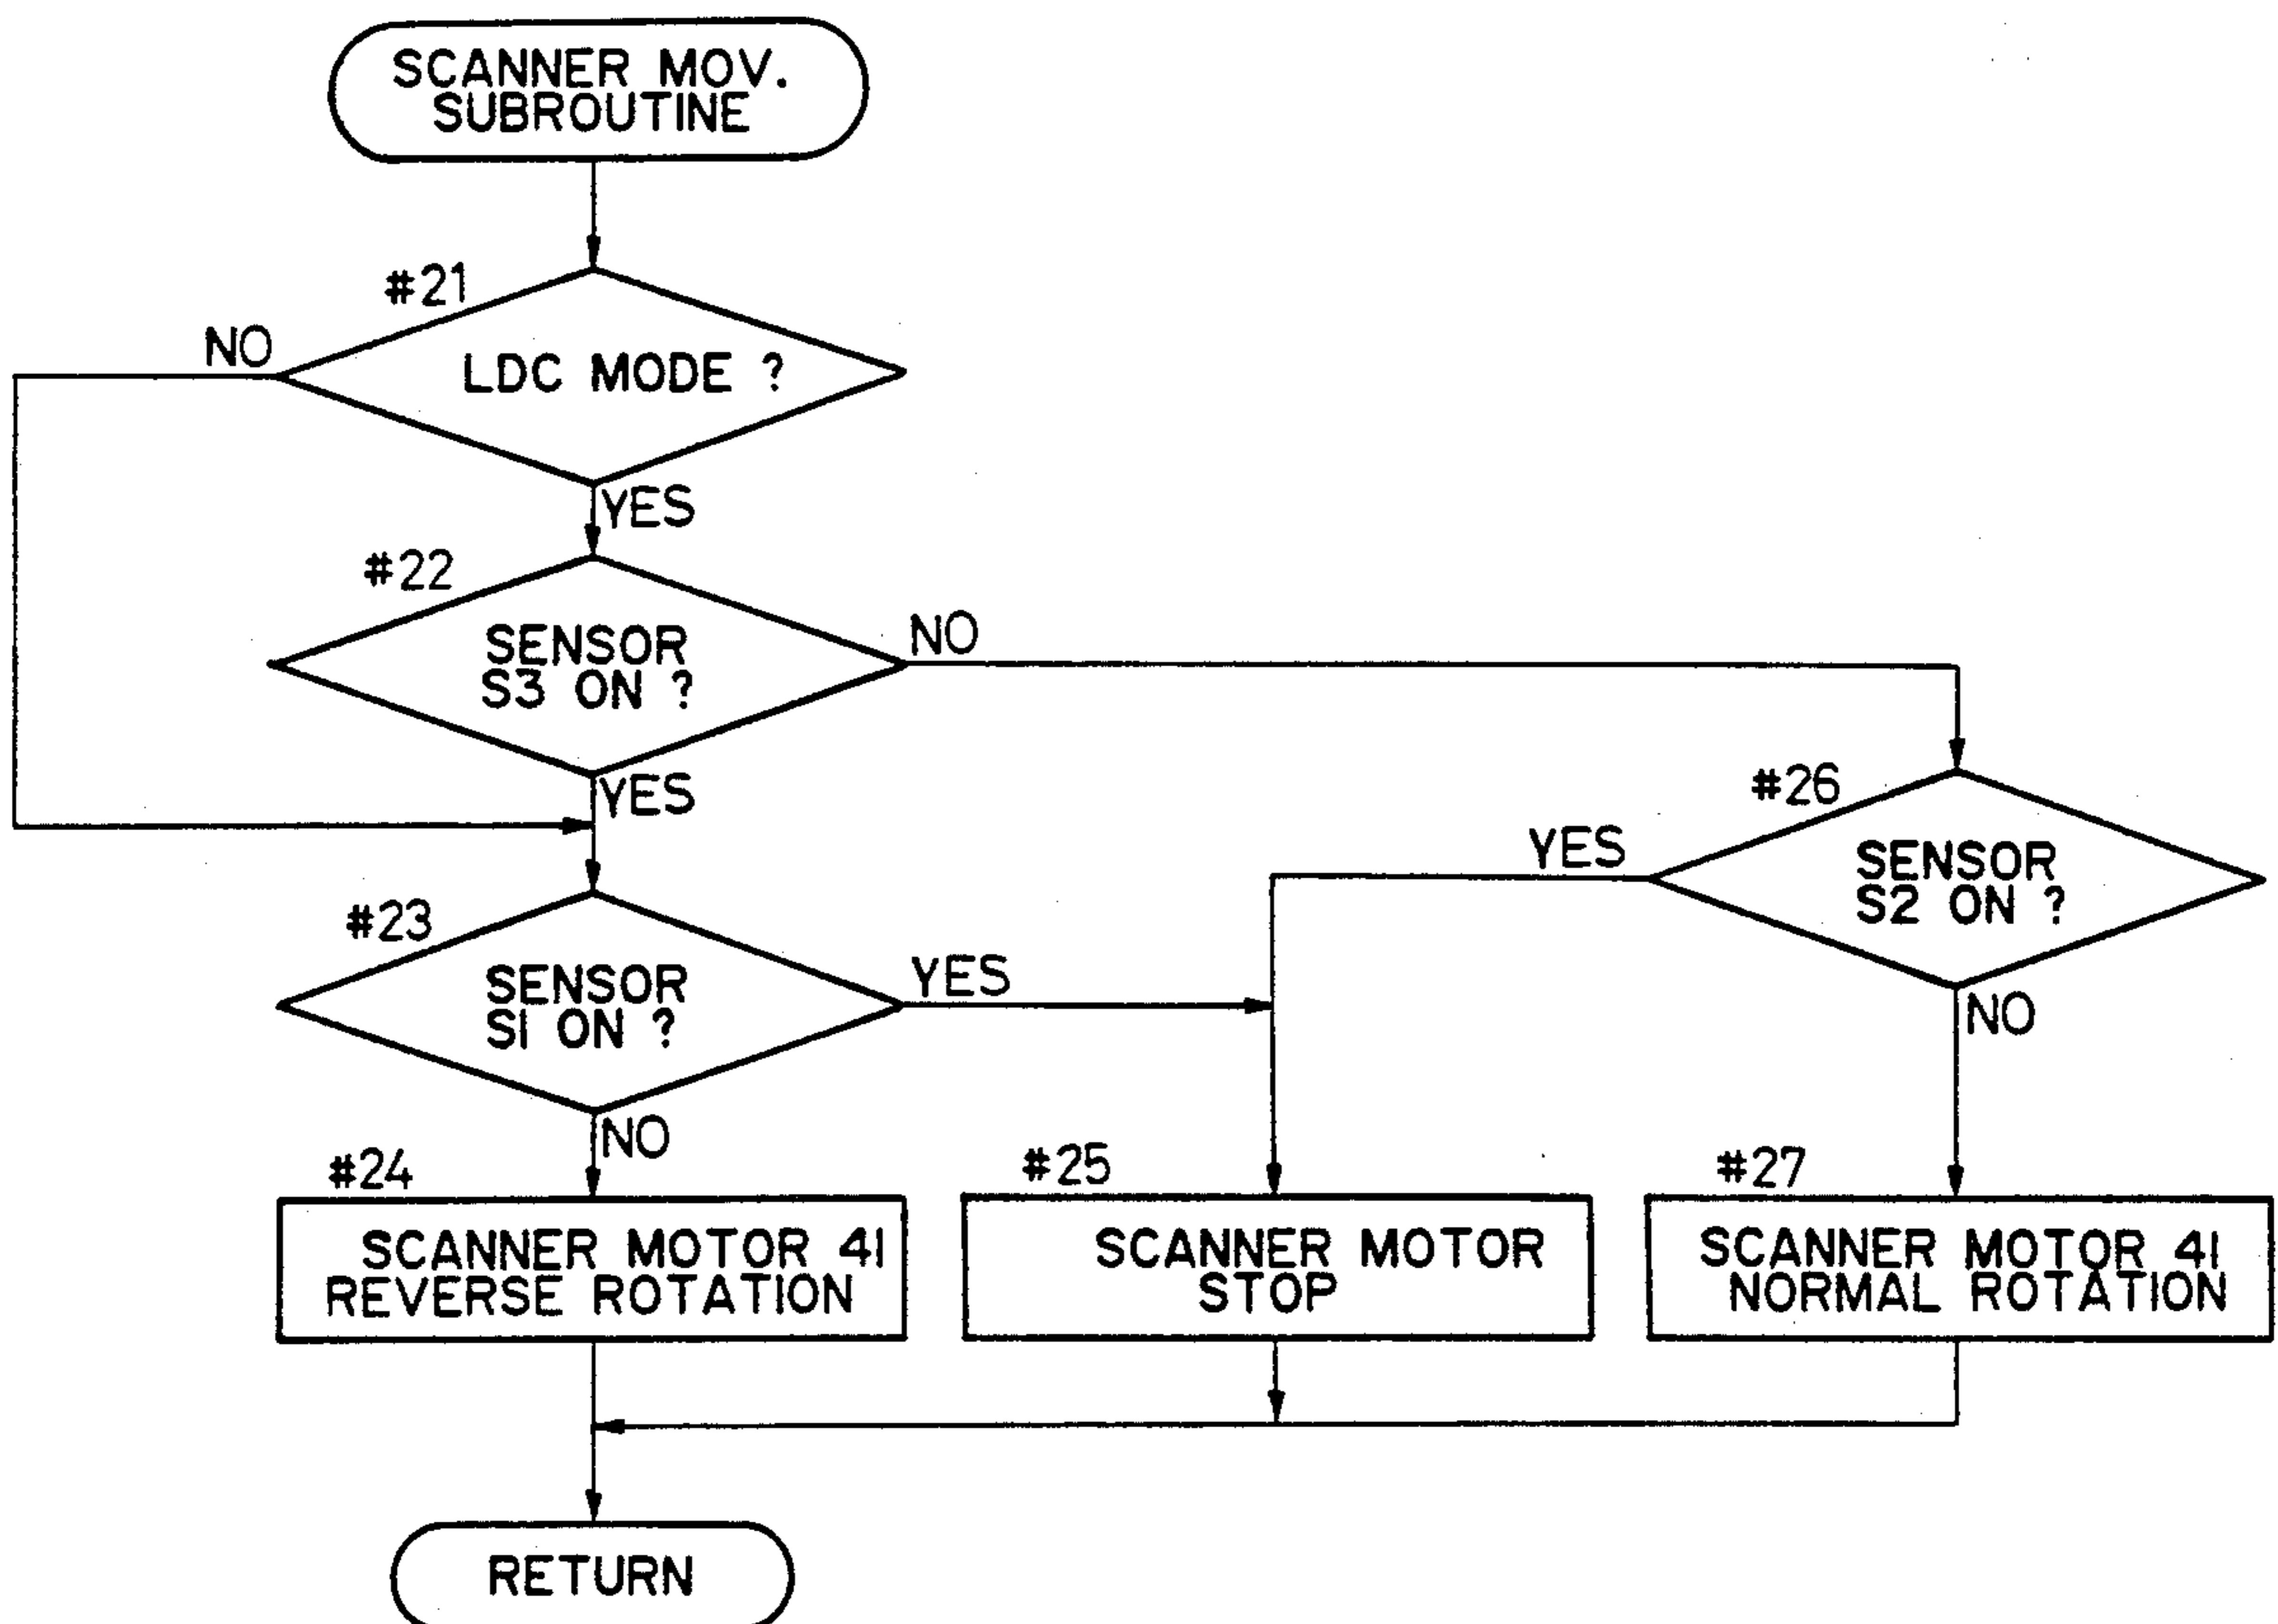 SCANNER MOV.
SUBROUTINE
#21
NO
LDC MODE ?
YES
#22
SENSOR
S3 ON ?
NO
YES
#26
YES
SENSOR
S2 ON ?
NO
#23
SENSOR
S1 ON ?
YES
NO
#24
SCANNER MOTOR 41
REVERSE ROTATION
#25
SCANNER MOTOR
STOP
#27
SCANNER MOTOR 41
NORMAL ROTATION
RETURN